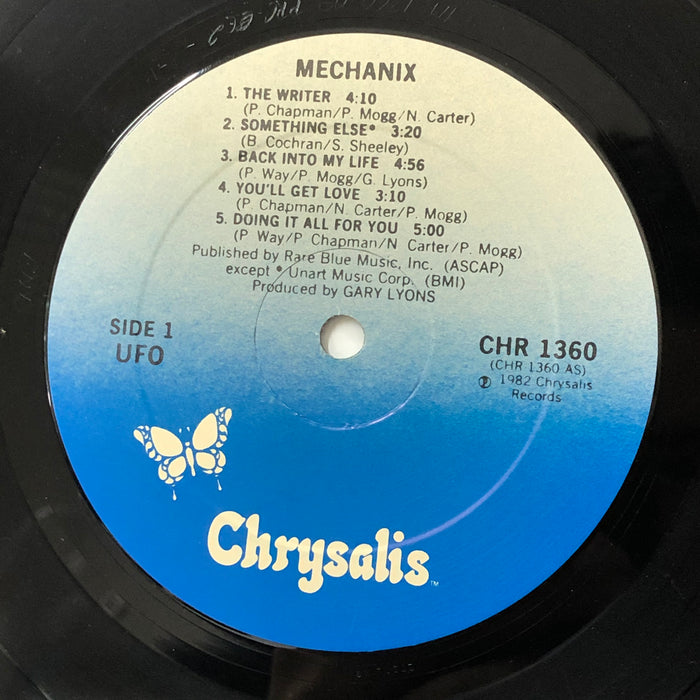 MECHANIX
1. THE WRITER 4:10
(P. Chapman/P. Mogg/N. Carter)
2. SOMETHING ELSE* 3:20
(B. Cochran/S. Sheeley)
3. BACK INTO MY LIFE 4:56
(P. Way/P. Mogg/G. Lyons)
4. YOU'LL GET LOVE 3:10
(P. Chapman/N. Carter/P. Mogg)
5. DOING IT ALL FOR YOU 5:00
(P. Way/P. Chapman/N Carter/P. Mogg)
Published by Rare Blue Music, Inc. (ASCAP)
except * Unart Music Corp. (BMI)
Produced by GARY LYONS
SIDE 1
UFO
CHR 1360
(CHR 1360 AS)
℗ 1982 Chrysalis
Records
Chrysalis™